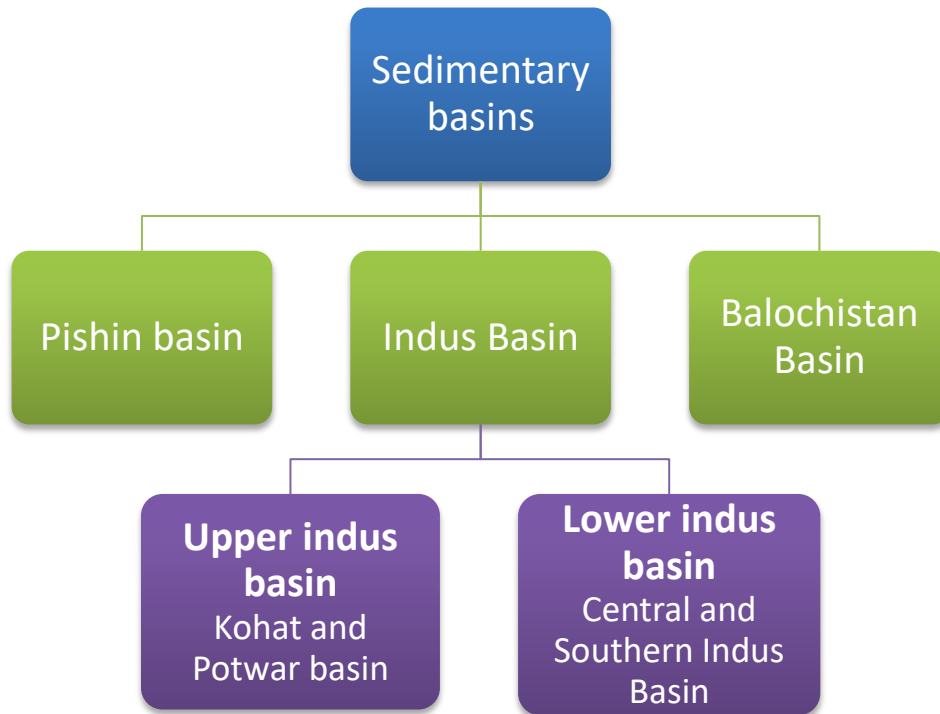 Sedimentary
basins
Pishin basin
Indus Basin
Balochistan
Basin
Upper indus
basin
Kohat and
Potwar basin
Lower indus
basin
Central and
Southern Indus
Basin